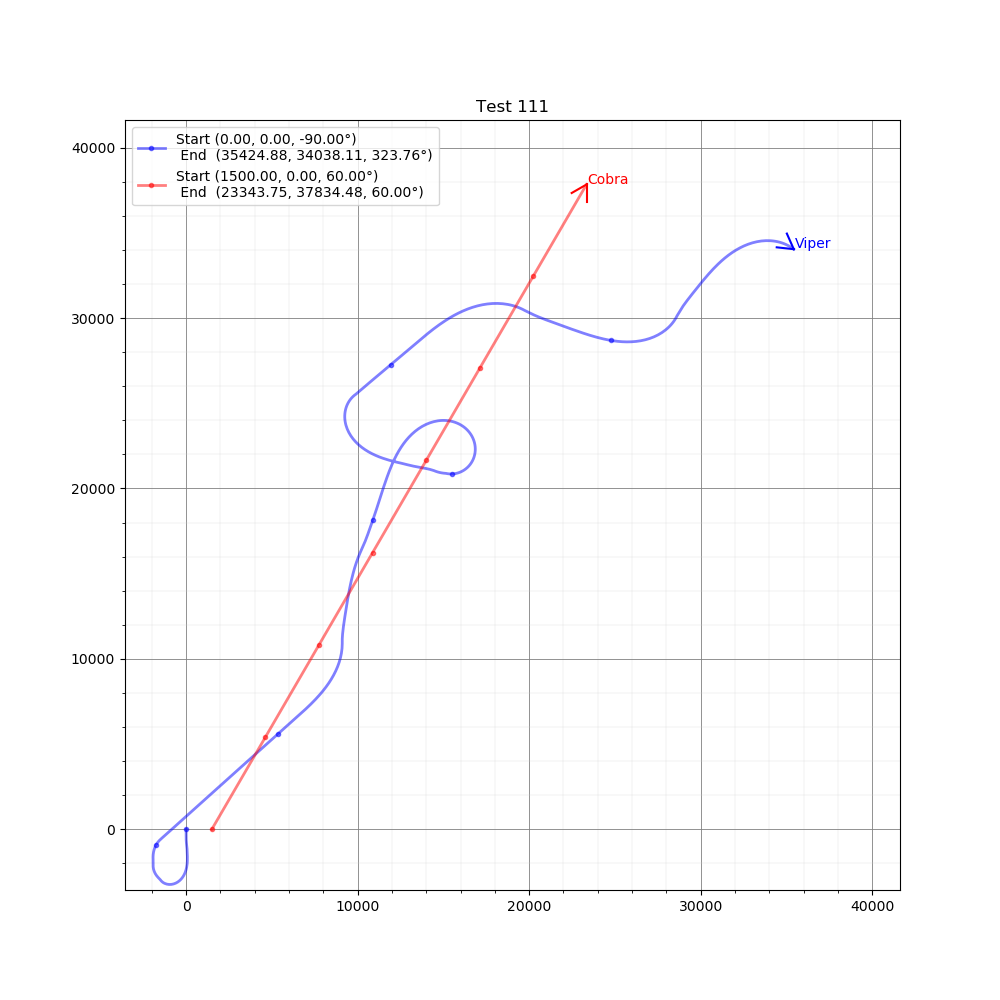 Test 111
Start (0.00, 0.00, -90.00°)
End  (35424.88, 34038.11, 323.76°)
Start (1500.00, 0.00, 60.00°)
End  (23343.75, 37834.48, 60.00°)
Cobra
Viper
40000
30000
20000
10000
0
0 10000 20000 30000 40000